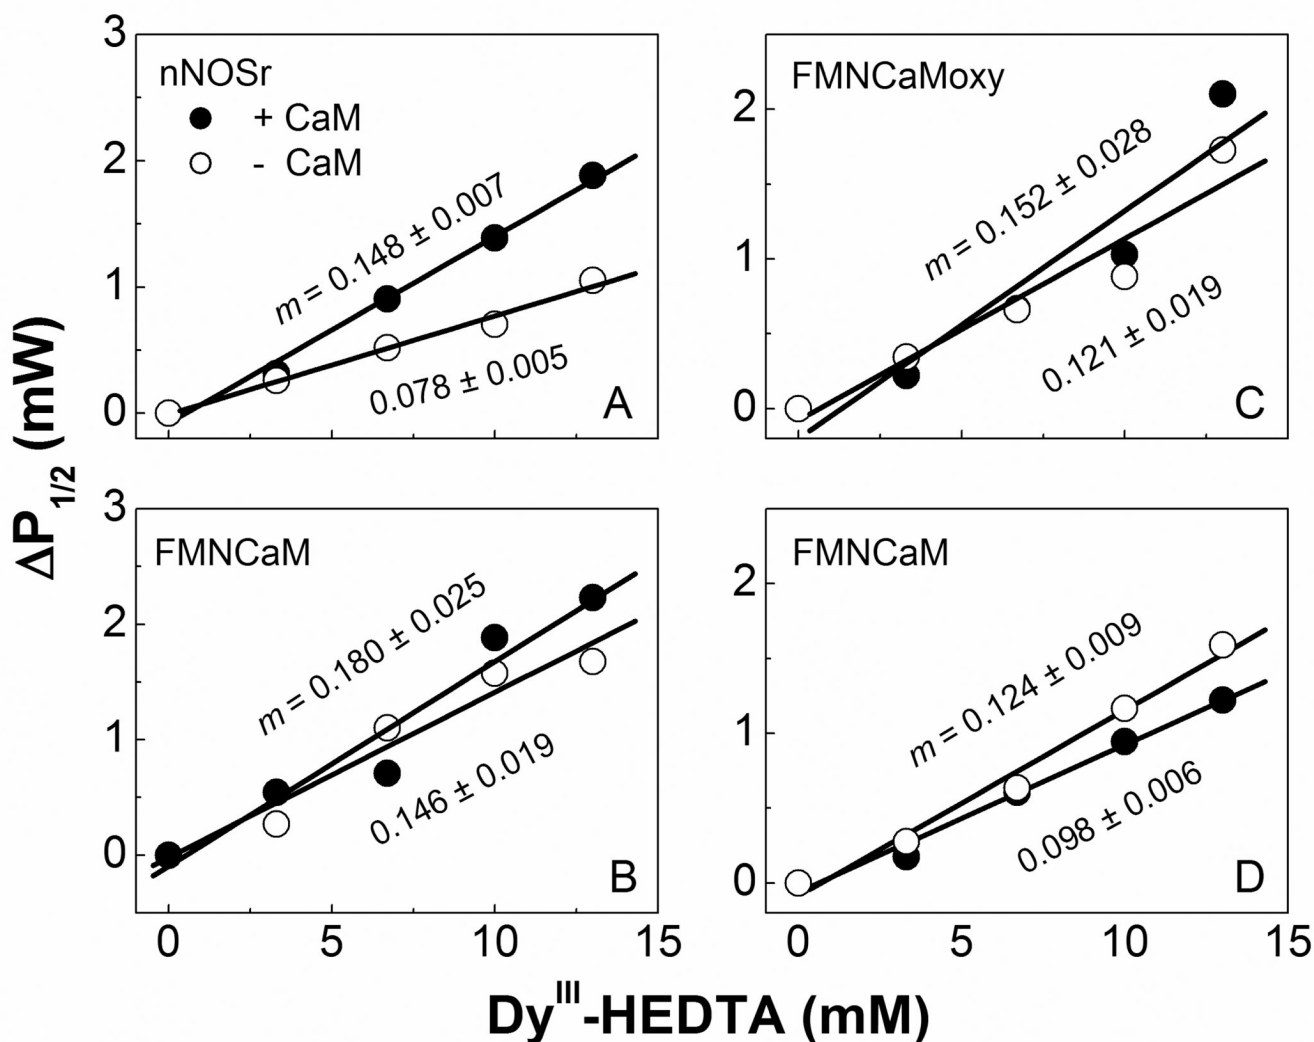 ΔP1/2 (mW)
3
2
1
0
nNOSr
+ CaM
- CaM
m = 0.148 ± 0.007
0.078 ± 0.005
A
2
1
0
FMNCaMoxy
m = 0.152 ± 0.028
0.121 ± 0.019
C
3
2
1
0
FMNCaM
m = 0.180 ± 0.025
0.146 ± 0.019
B
0 5 10 15
2
1
0
FMNCaM
m = 0.124 ± 0.009
0.098 ± 0.006
D
0 5 10 15
DyIII-HEDTA (mM)